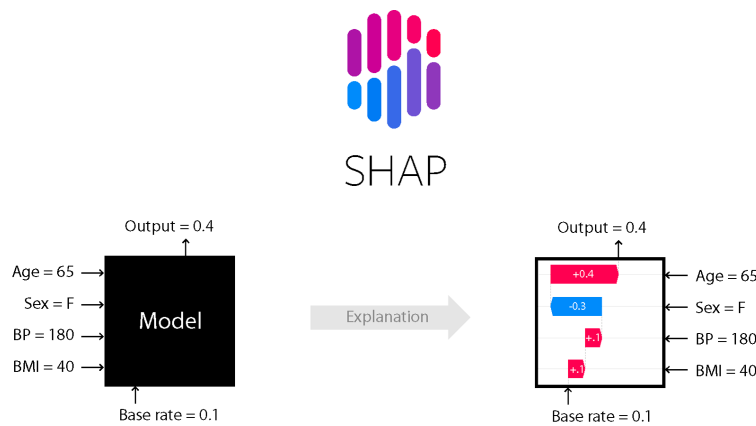 SHAP
Output = 0.4
Age = 65
Sex = F
BP = 180
BMI = 40
Model
Base rate = 0.1
Explanation
Output = 0.4
+0.4
Age = 65
-0.3
Sex = F
+.1
BP = 180
+.1
BMI = 40
Base rate = 0.1